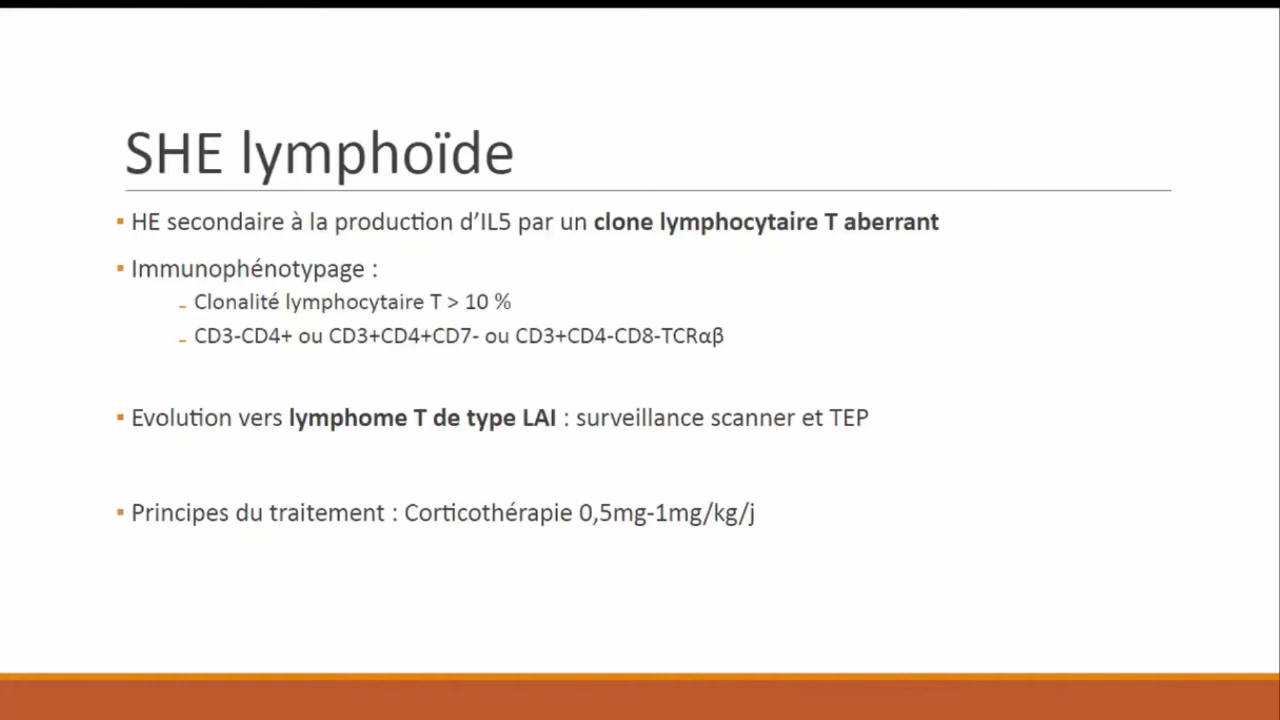 SHE lymphoïde
▪ HE secondaire à la production d’IL5 par un clone lymphocytaire T aberrant
▪ Immunophénotypage :
– Clonalité lymphocytaire T > 10 %
– CD3-CD4+ ou CD3+CD4+CD7- ou CD3+CD4-CD8-TCRαβ
▪ Evolution vers lymphome T de type LAI : surveillance scanner et TEP
▪ Principes du traitement : Corticothérapie 0,5mg-1mg/kg/j